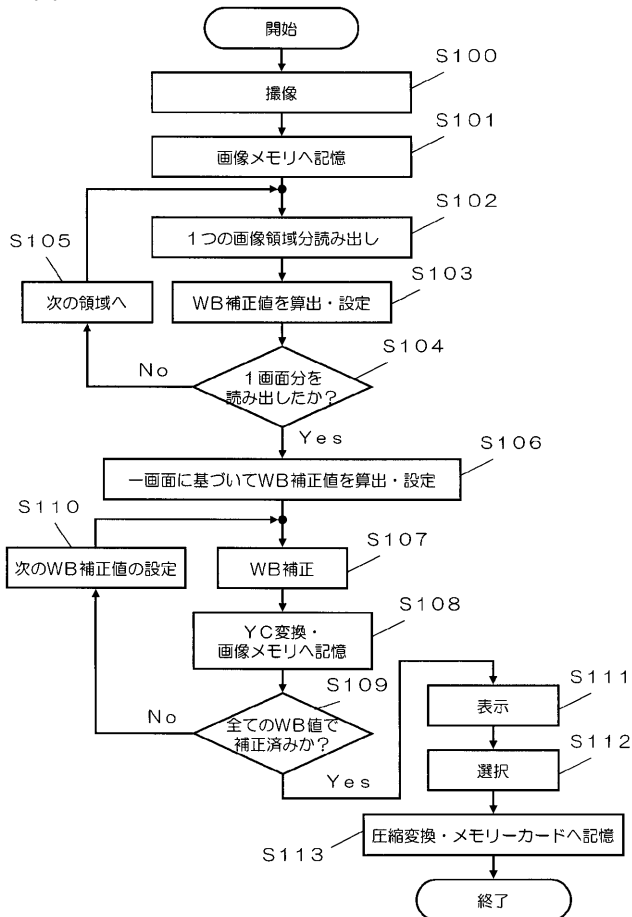 開始
S100
撮像
S101
画像メモリへ記憶
S102
1つの画像領域分読み出し
S105
次の領域へ
S103
WB補正値を算出・設定
S104
1画面分を
読み出したか?
No
Yes
S106
一画面に基づいてWB補正値を算出・設定
S110
次のWB補正値の設定
S107
WB補正
S108
YC変換・
画像メモリへ記憶
S109
全てのWB値で
補正済みか?
No
Yes
S111
表示
S112
選択
S113
圧縮変換・メモリーカードへ記憶
終了